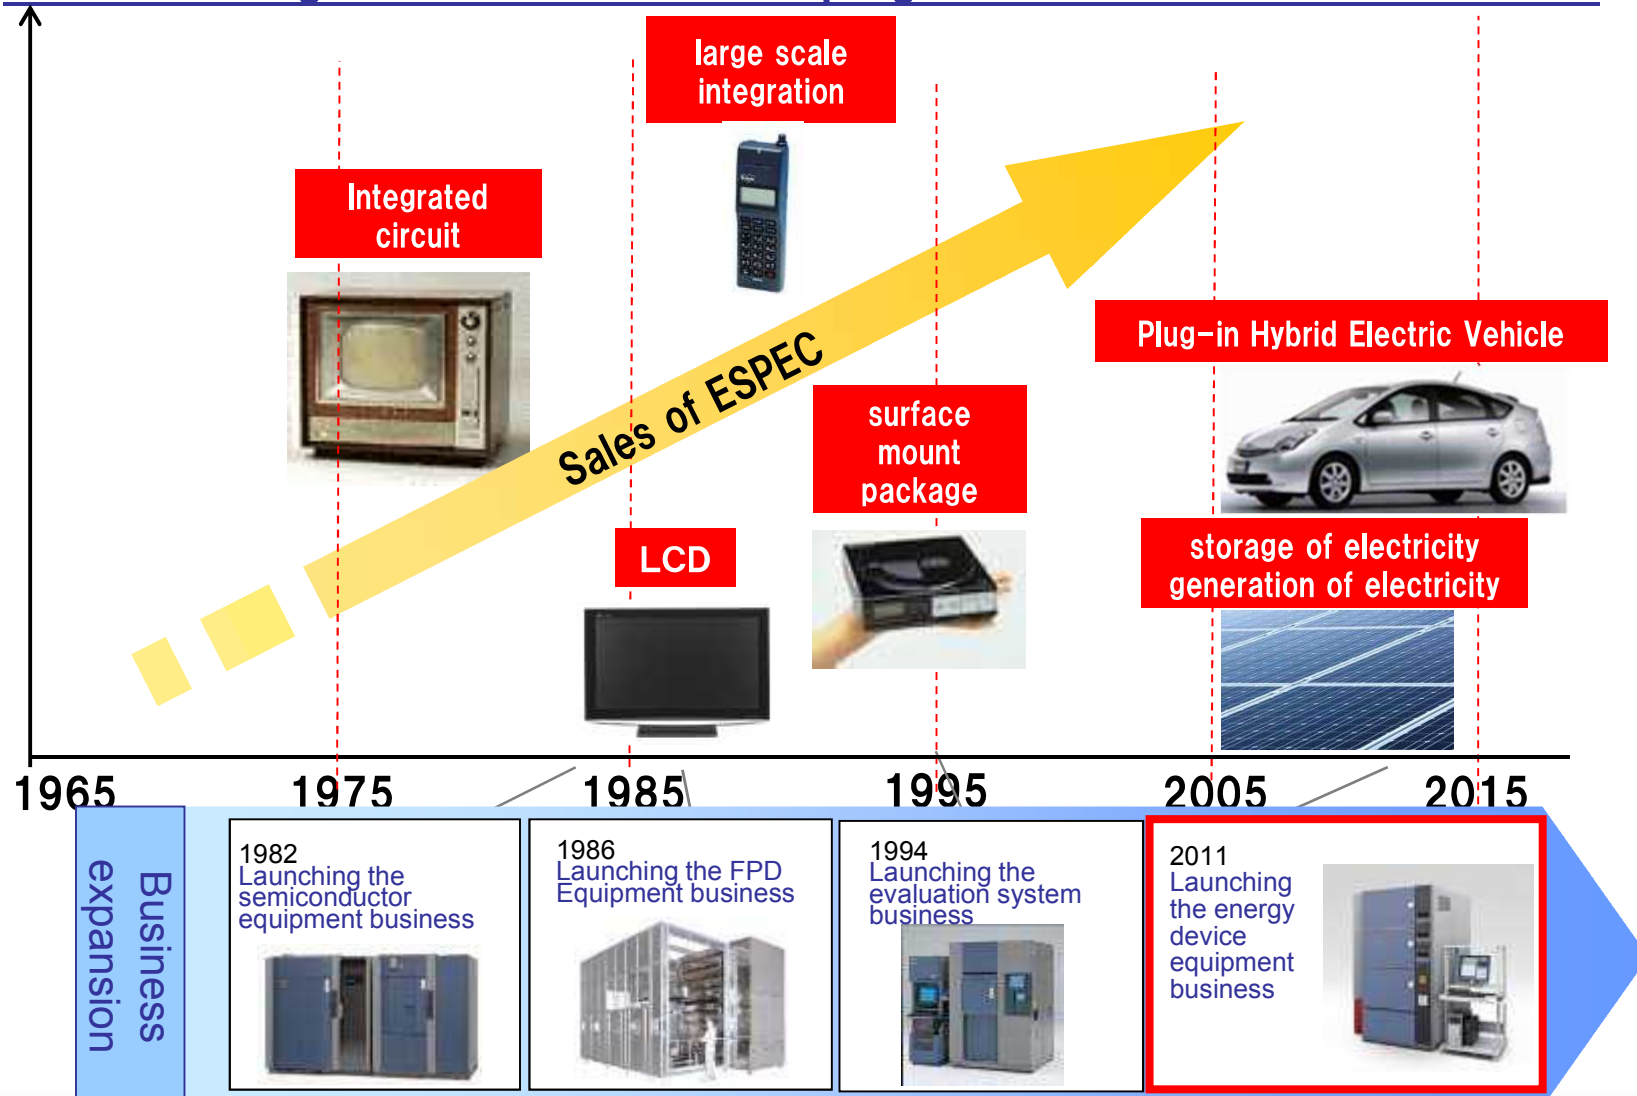 large scale
integration
Integrated
circuit
Plug-in Hybrid Electric Vehicle
Sales of ESPEC
surface
mount
package
LCD
storage of electricity
generation of electricity
1965
1975
1985
1995
2005
2015
Business
expansion
1982
Launching the
semiconductor
equipment business
1986
Launching the FPD
Equipment business
1994
Launching the
evaluation system
business
2011
Launching
the energy
device
equipment
business